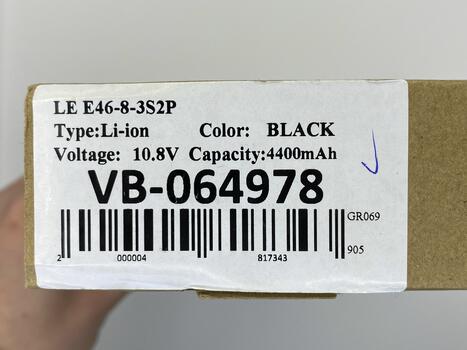 LE E46-8-3S2P
Type:Li-ion Color: BLACK
Voltage: 10.8V Capacity:4400mAh
VB-064978
GR069
905
2 000004 817343